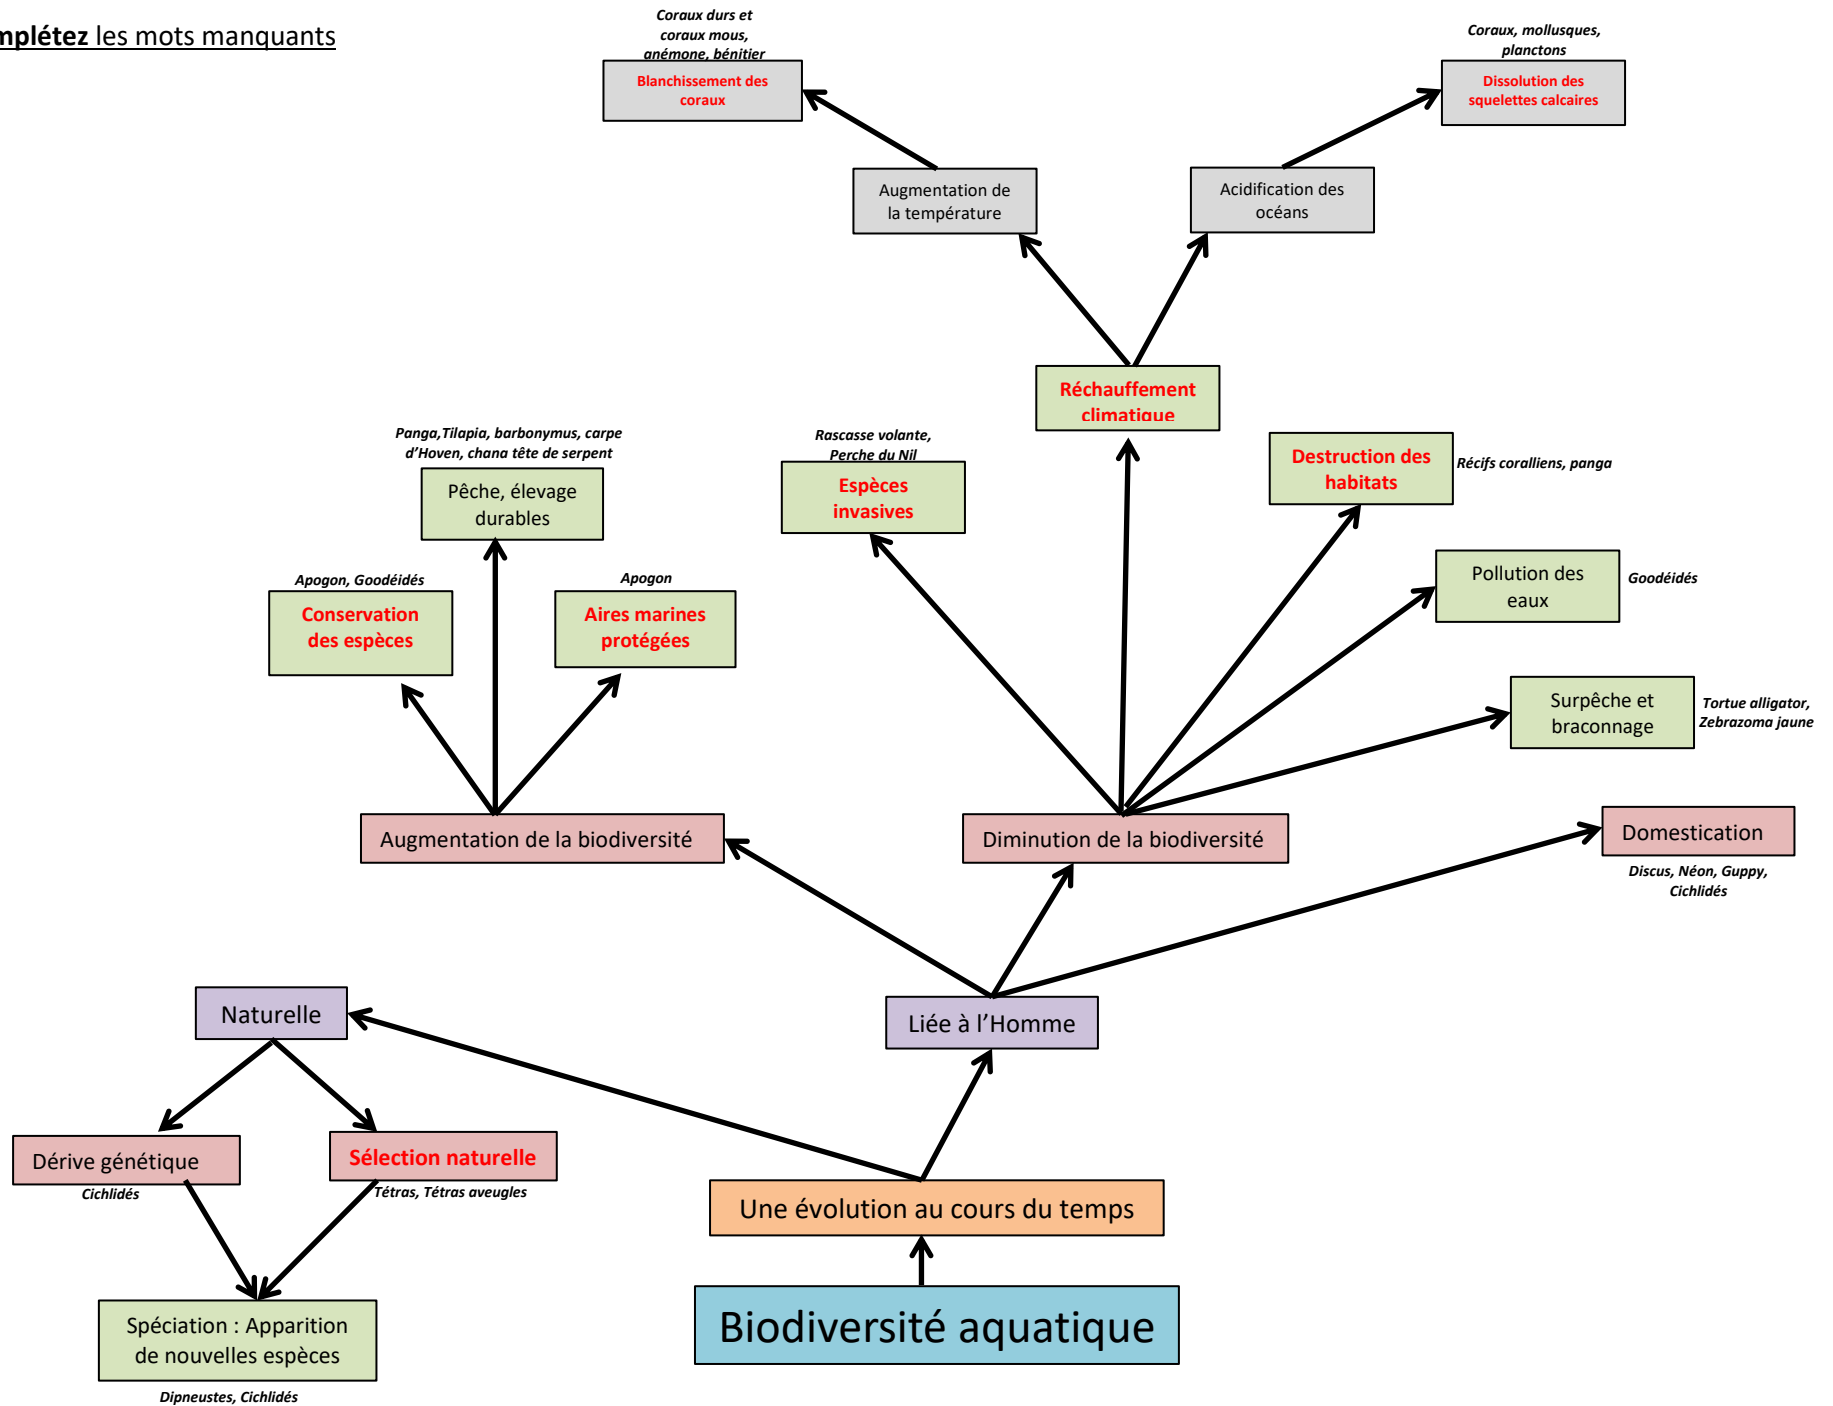 mplétez les mots manquants
Coraux durs et
coraux mous,
anémone, bénitier
Blanchissement des
coraux
Coraux, mollusques,
planctons
Dissolution des
squelettes calcaires
Augmentation de
la température
Acidification des
océans
Réchauffement
climatique
Panga,Tilapia, barbonymus, carpe
d'Hoven, chana tête de serpent
Pêche, élevage
durables
Rascasse volante,
Perche du Nil
Espèces
invasives
Destruction des
habitats
Récifs coralliens, panga
Apogon, Goodéidés
Conservation
des espèces
Apogon
Aires marines
protégées
Pollution des
eaux
Goodéidés
Surpêche et
braconnage
Tortue alligator,
Zebrazoma jaune
Augmentation de la biodiversité
Diminution de la biodiversité
Domestication
Discus, Néon, Guppy,
Cichlidés
Naturelle
Liée à l'Homme
Dérive génétique
Cichlidés
Sélection naturelle
Tétras, Tétras aveugles
Une évolution au cours du temps
Biodiversité aquatique
Spéciation : Apparition
de nouvelles espèces
Dipneustes, Cichlidés